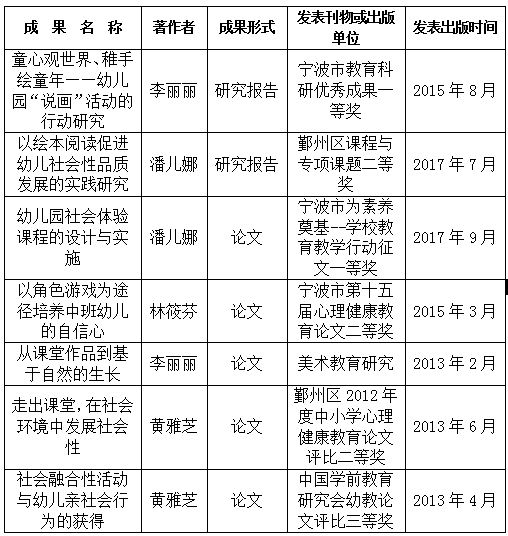 成 果 名 称 著作者 成果形式 发表刊物或出版单位 发表出版时间
童心观世界、稚手绘童年——幼儿园“说画”活动的行动研究 李丽丽 研究报告 宁波市教育科研优秀成果一等奖 2015年8月
以绘本阅读促进幼儿社会性品质发展的实践研究 潘儿娜 研究报告 鄞州区课程与专项课题二等奖 2017年7月
幼儿园社会体验课程的设计与实施 潘儿娜 论文 宁波市为素养奠基--学校教育教学行动征文一等奖 2017年9月
以角色游戏为途径培养中班幼儿的自信心 林筱芬 论文 宁波市第十五届心理健康教育论文二等奖 2015年3月
从课堂作品到基于自然的生长 李丽丽 论文 美术教育研究 2013年2月
走出课堂,在社会环境中发展社会性 黄雅芝 论文 鄞州区2012年度中小学心理健康教育论文评比二等奖 2013年6月
社会融合性活动与幼儿亲社会行为的获得 黄雅芝 论文 中国学前教育研究会幼教论文评比三等奖 2013年4月